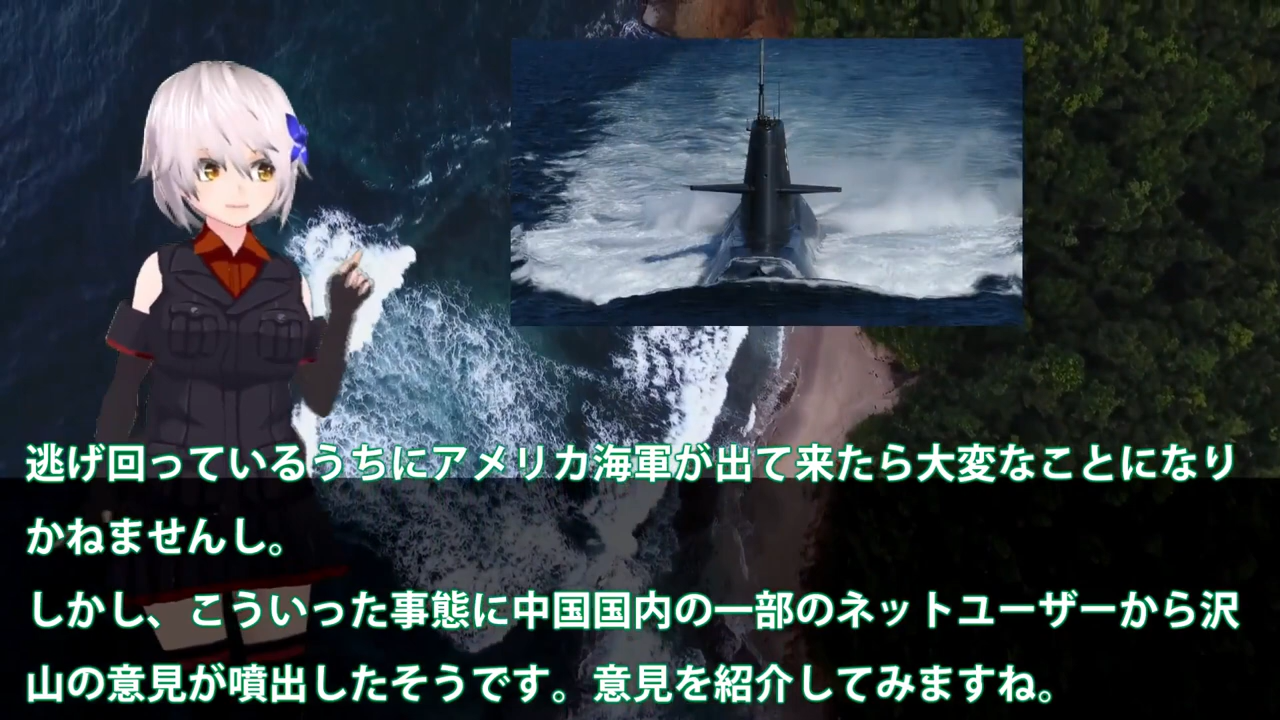 逃げ回っているうちにアメリカ海軍が出て来たら大変なことになり
かねませんし。
しかし、こういった事態に中国国内の一部のネットユーザーから沢
山の意見が噴出したそうです。意見を紹介してみますね。